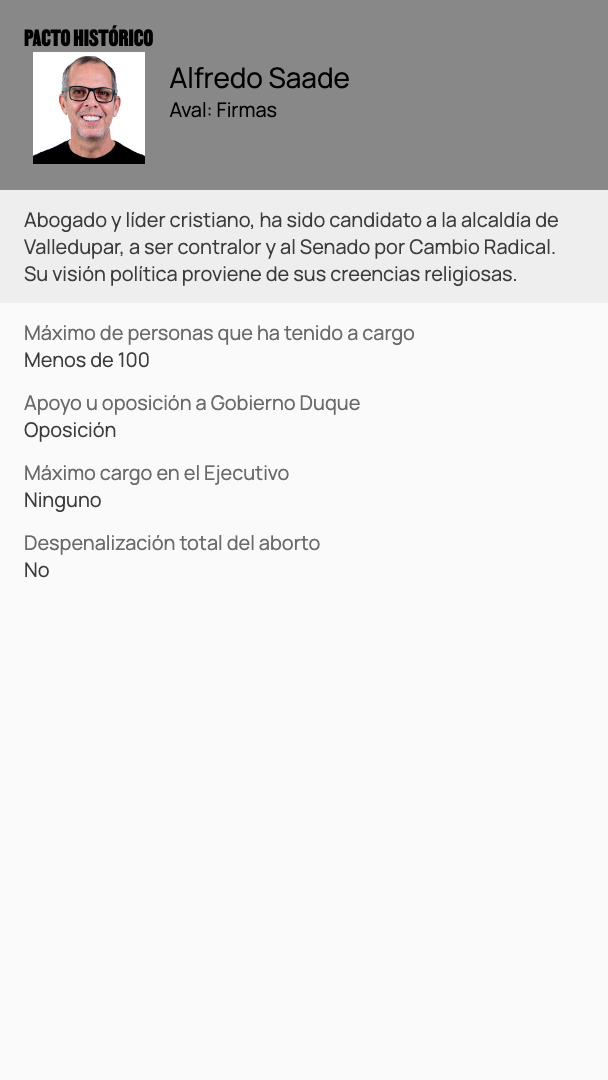 PACTO HISTÓRICO
Alfredo Saade
Aval: Firmas
Abogado y líder cristiano, ha sido candidato a la alcaldía de
Valledupar, a ser contralor y al Senado por Cambio Radical.
Su visión política proviene de sus creencias religiosas.
Máximo de personas que ha tenido a cargo
Menos de 100
Apoyo u oposición a Gobierno Duque
Oposición
Máximo cargo en el Ejecutivo
Ninguno
Despenalización total del aborto
No